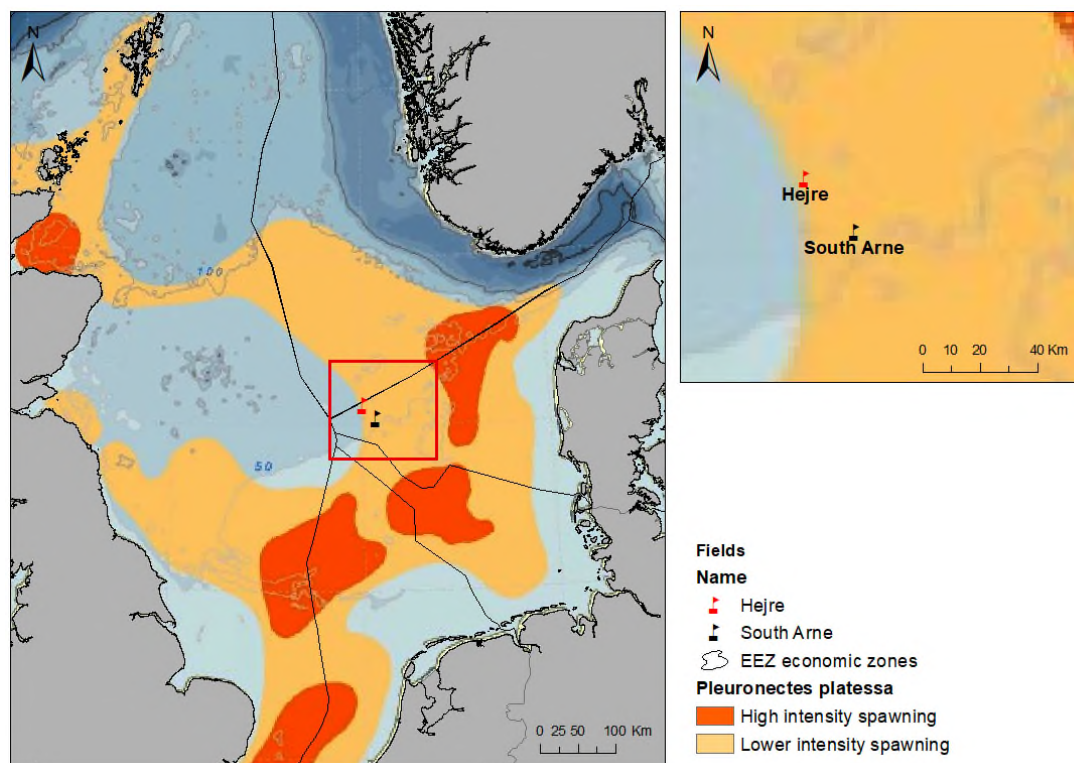 N
100
50
0 25 50 100 Km
N
Hejre
South Arne
0 10 20 40 Km
Fields
Name
Hejre
South Arne
EEZ economic zones
Pleuronectes platessa
High intensity spawning
Lower intensity spawning